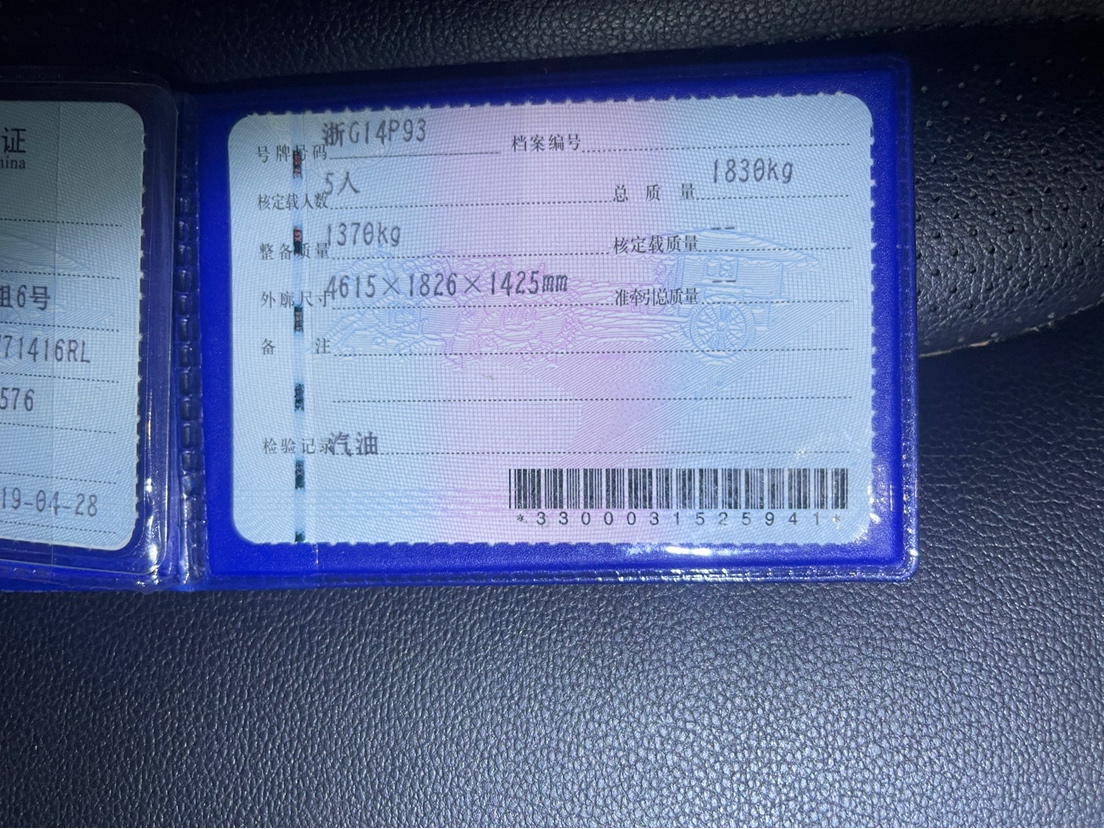 证
hina
组6号
71416RL
576
19-04-28
号牌号码 浙G14P93 档案编号
核定载人数 5人 总质量 1830kg
整备质量 1370kg 核定载质量 --
外廓尺寸 4615×1826×1425mm 准牵引总质量 --
备注
检验记录 汽油
*3300031525941*